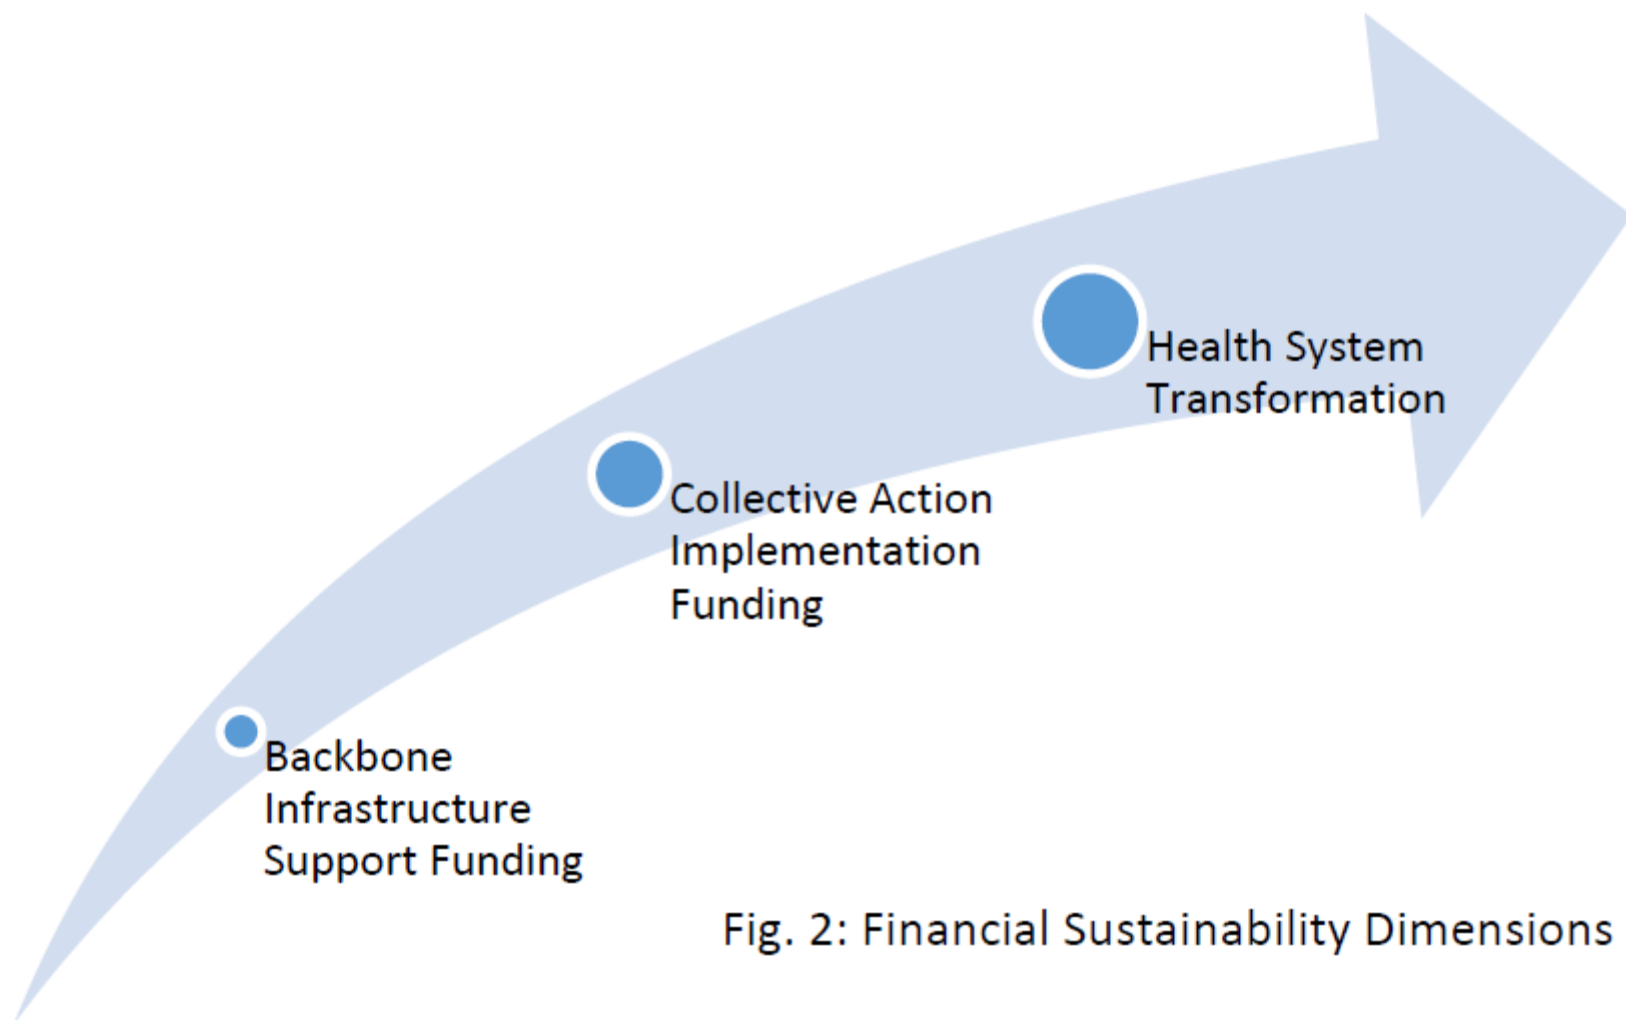 Health System
Transformation
Collective Action
Implementation
Funding
Backbone
Infrastructure
Support Funding
Fig. 2: Financial Sustainability Dimensions